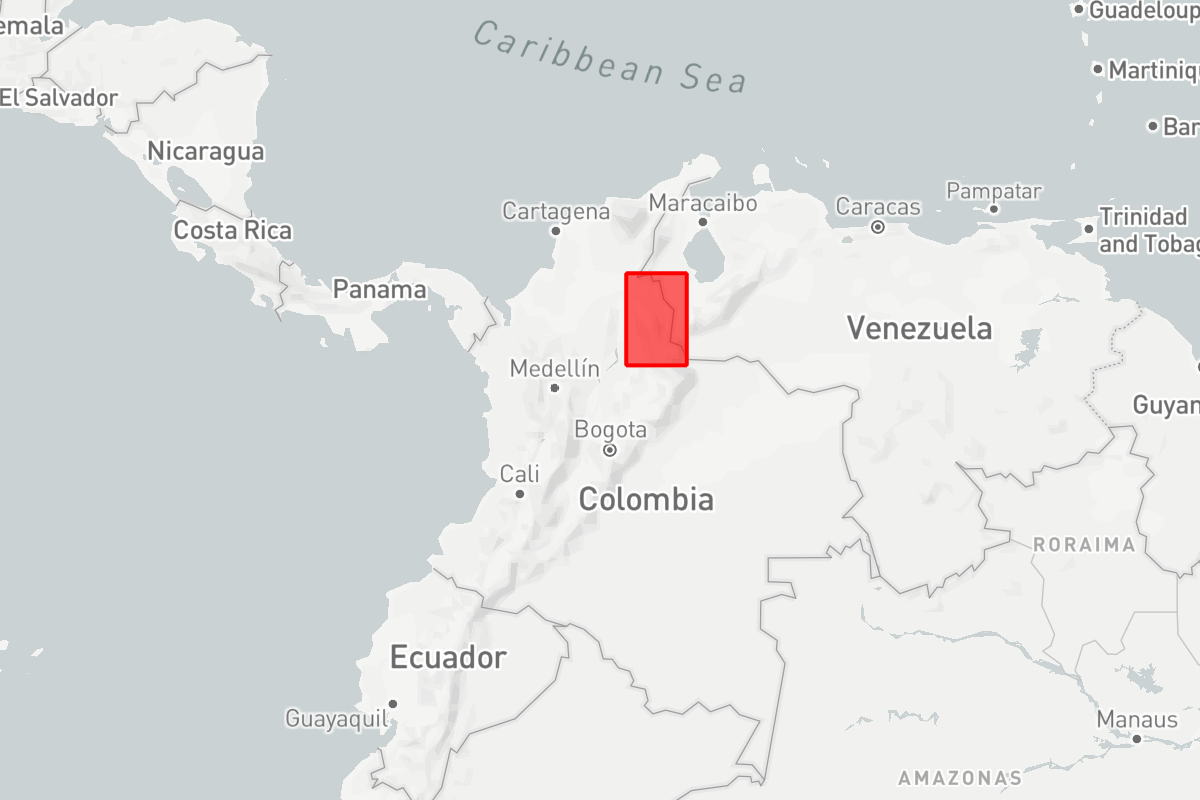 Guadeloup
emala
Caribbean Sea
Martiniqu
El Salvador
Bar
Nicaragua
Pampatar
Maracaibo
Caracas
Cartagena
Trinidad
and Tobag
Costa Rica
Panama
Venezuela
Medellín
Guyan
Bogota
Cali
Colombia
RORAIMA
Ecuador
Guayaquil
Manaus
AMAZONAS